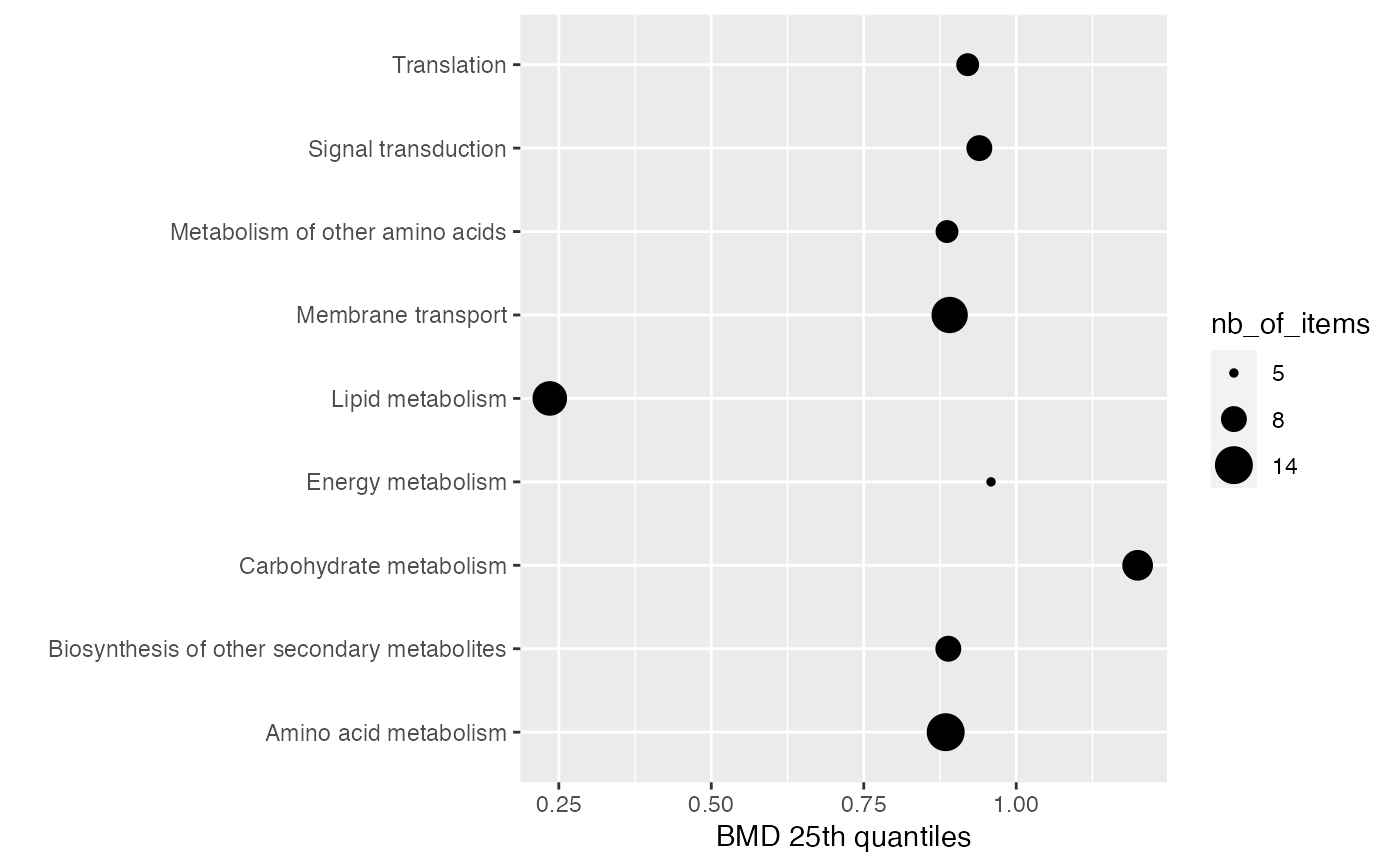 Translation
Signal transduction
Metabolism of other amino acids
Membrane transport
Lipid metabolism
Energy metabolism
Carbohydrate metabolism
Biosynthesis of other secondary metabolites
Amino acid metabolism
0.25 0.50 0.75 1.00
BMD 25th quantiles
nb_of_items
5
8
14